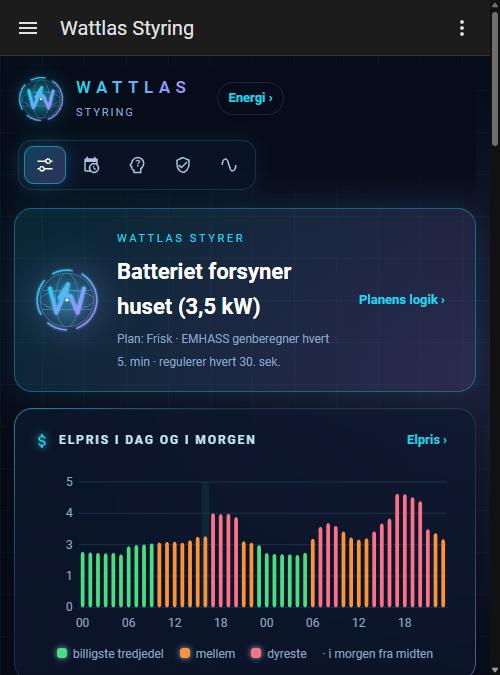 Wattlas Styring
WATTLAS
STYRING
Energi ›
WATTLAS STYRER
Batteriet forsyner
huset (3,5 kW)
Planens logik ›
Plan: Frisk · EMHASS genberegner hvert
5. min · regulerer hvert 30. sek.
ELPRIS I DAG OG I MORGEN
Elpris ›
5
4
3
1
0
00 06 12 18 00 06 12 18
billigste tredjedel mellem dyreste · i morgen fra midten